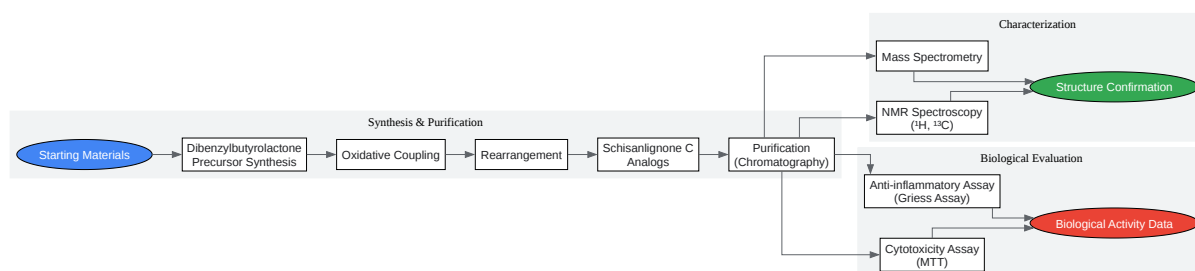 Characterization
Mass Spectrometry
Structure Confirmation
NMR Spectroscopy
(¹H, ¹³C)
Synthesis & Purification
Starting Materials
Dibenzylbutyrolactone
Precursor Synthesis
Oxidative Coupling
Rearrangement
Schisanlignone C
Analogs
Purification
(Chromatography)
Biological Evaluation
Anti-inflammatory Assay
(Griess Assay)
Biological Activity Data
Cytotoxicity Assay
(MTT)